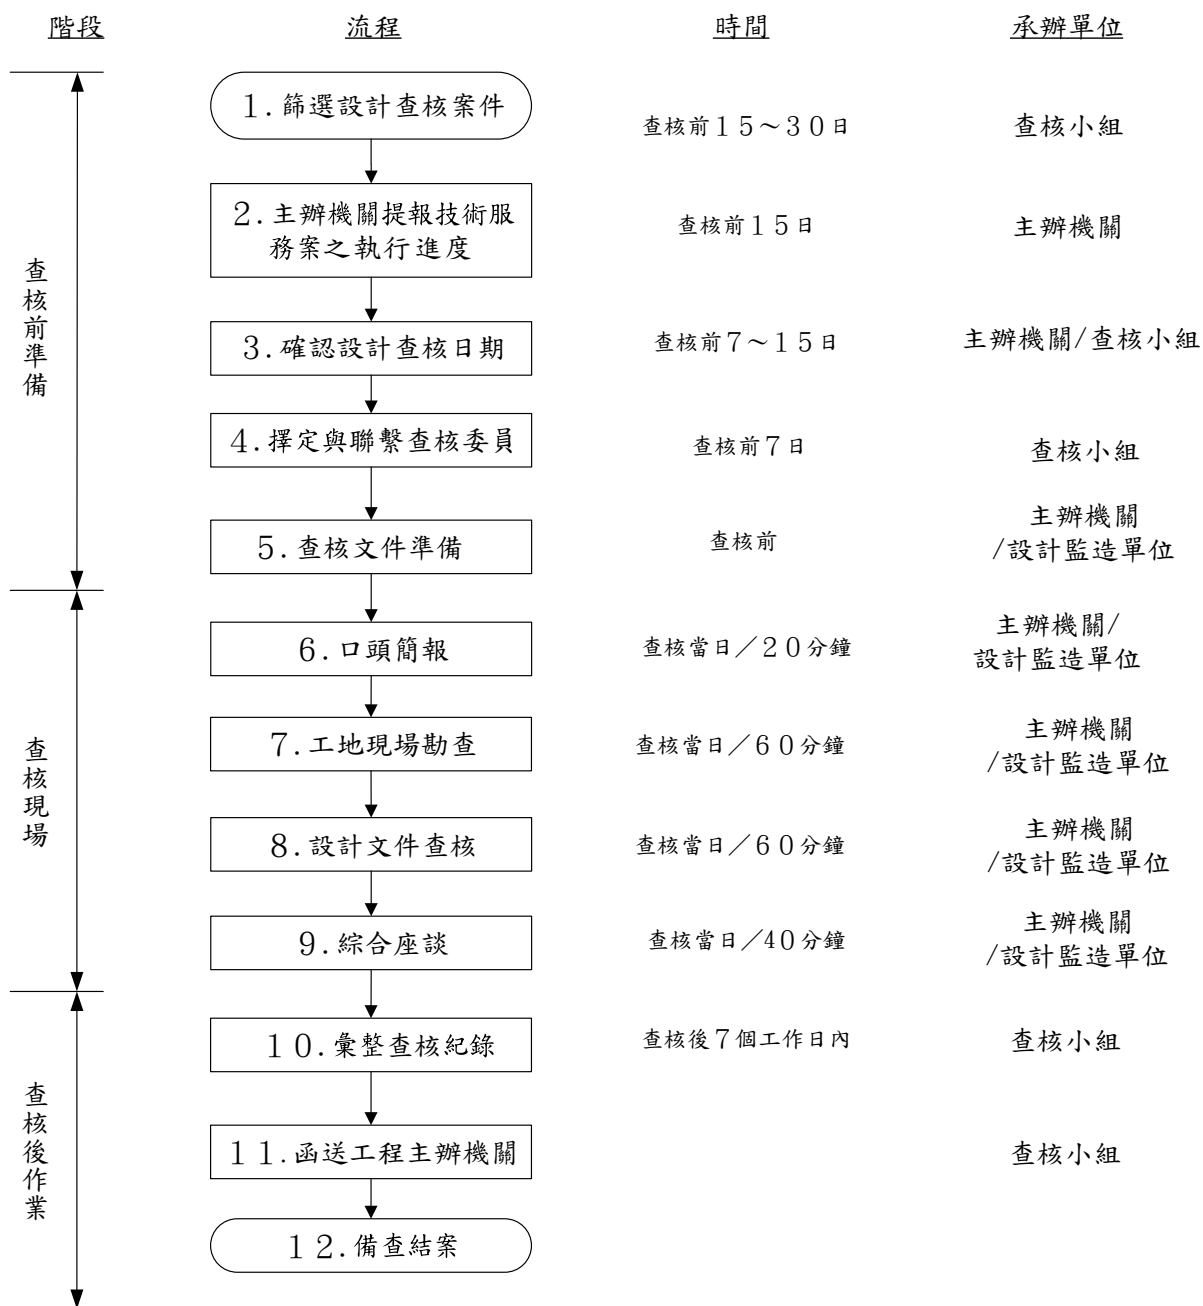 階段 流程 時間 承辦單位
1.篩選設計查核案件
查核前15～30日
查核小組
2.主辦機關提報技術服
務案之執行進度
查核前15日
主辦機關
查核前準備
3.確認設計查核日期
查核前7～15日
主辦機關/查核小組
4.擇定與聯繫查核委員
查核前7日
查核小組
5.查核文件準備
查核前
主辦機關
/設計監造單位
6.口頭簡報
查核當日／20分鐘
主辦機關/
設計監造單位
查核現場
7.工地現場勘查
查核當日／60分鐘
主辦機關
/設計監造單位
8.設計文件查核
查核當日／60分鐘
主辦機關
/設計監造單位
9.綜合座談
查核當日／40分鐘
主辦機關
/設計監造單位
10.彙整查核紀錄
查核後7個工作日內
查核小組
查核後作業
11.函送工程主辦機關
查核小組
12.備查結案